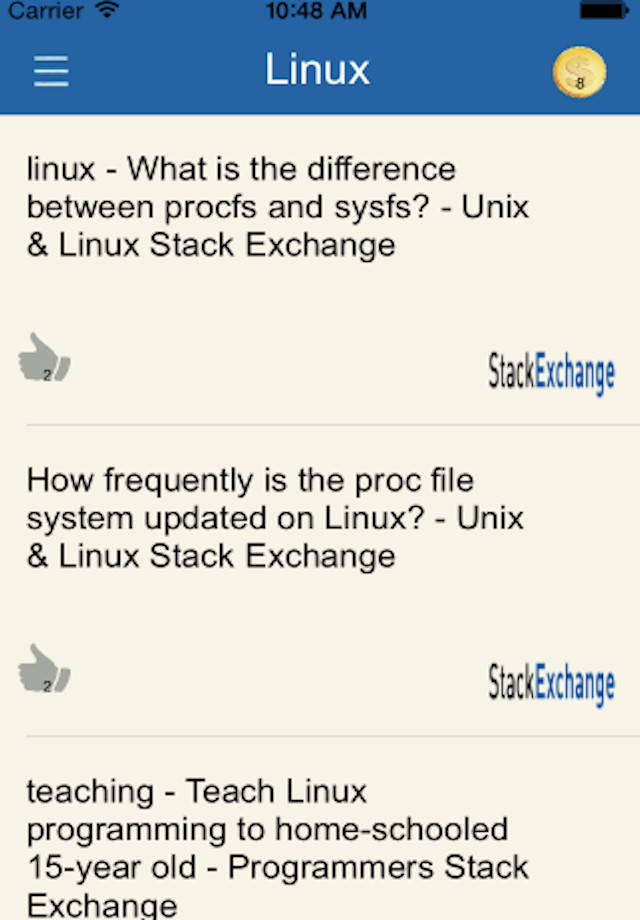 Carrier 10:48 AM
Linux
8
linux - What is the difference
between procfs and sysfs? - Unix
& Linux Stack Exchange
2
StackExchange
How frequently is the proc file
system updated on Linux? - Unix
& Linux Stack Exchange
2
StackExchange
teaching - Teach Linux
programming to home-schooled
15-year old - Programmers Stack
Exchange